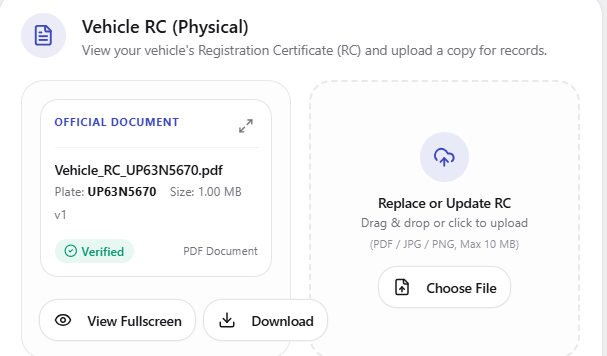 Vehicle RC (Physical)
View your vehicle's Registration Certificate (RC) and upload a copy for records.
OFFICIAL DOCUMENT
Vehicle_RC_UP63N5670.pdf
Plate: UP63N5670 Size: 1.00 MB
v1
Verified PDF Document
View Fullscreen Download
Replace or Update RC
Drag & drop or click to upload
(PDF / JPG / PNG, Max 10 MB)
Choose File